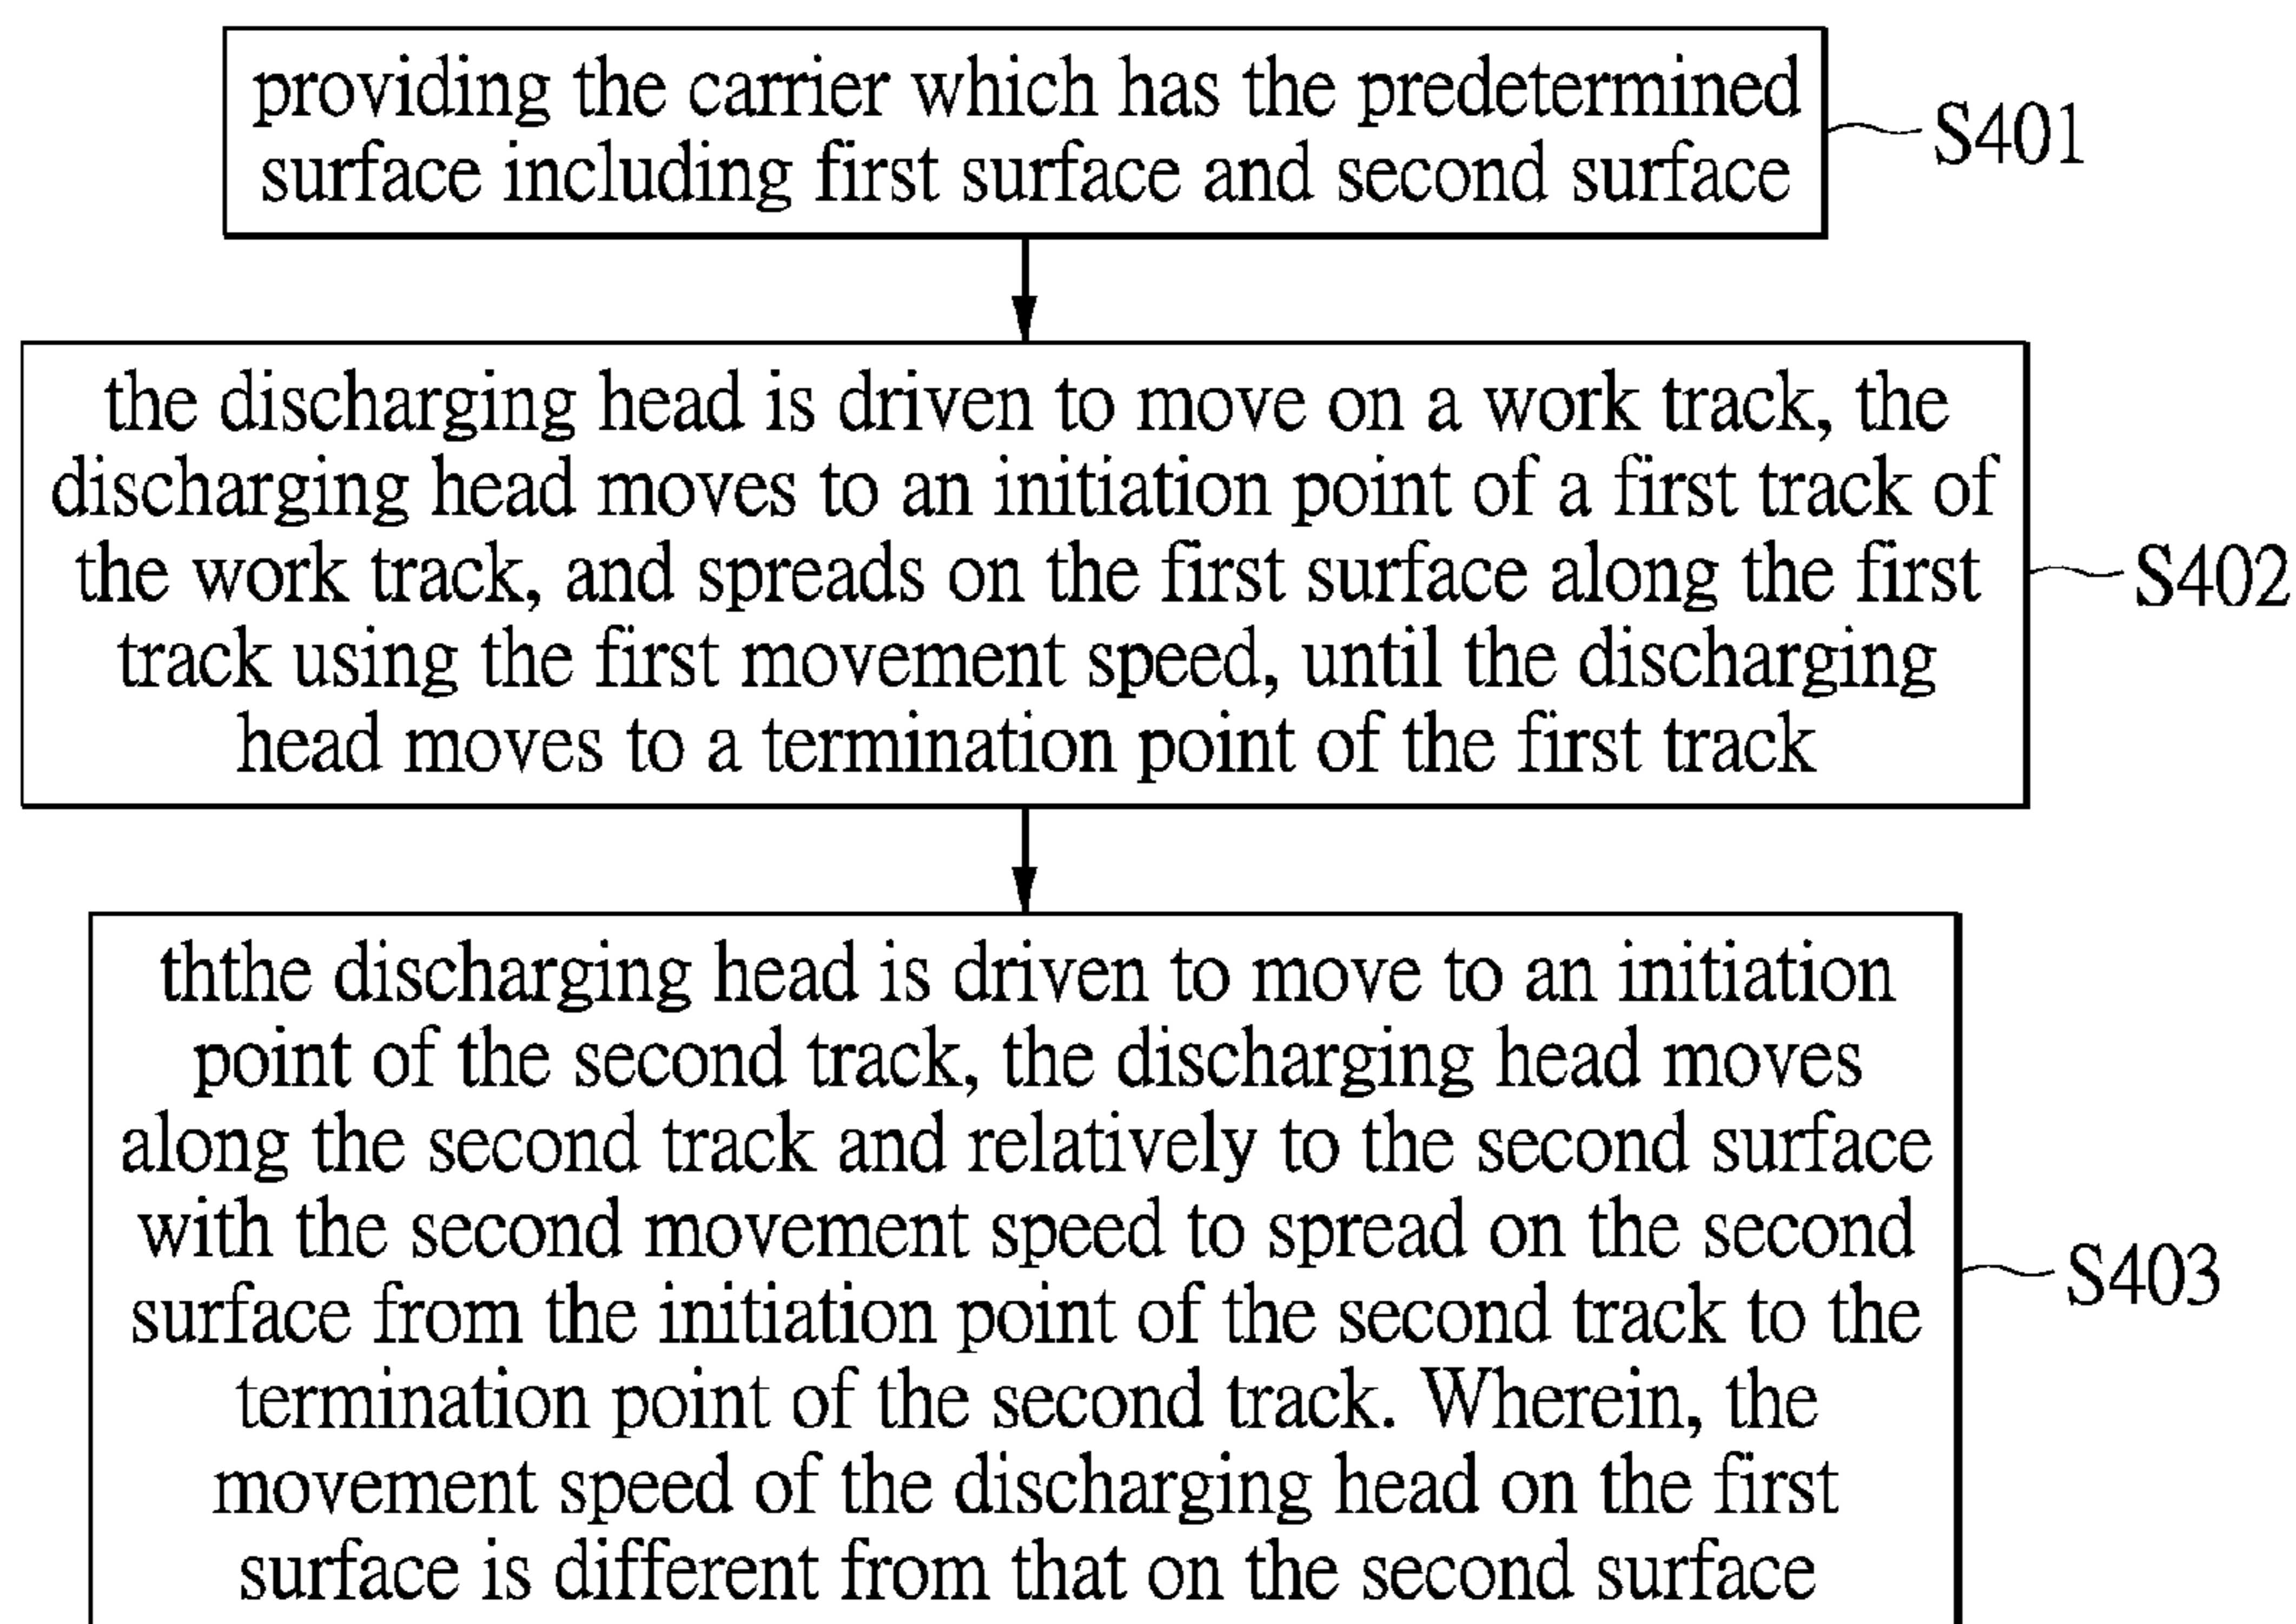 providing the carrier which has the predetermined
surface including first surface and second surface
S401
the discharging head is driven to move on a work track, the
discharging head moves to an initiation point of a first track of
the work track, and spreads on the first surface along the first
track using the first movement speed, until the discharging
head moves to a termination point of the first track
S402
ththe discharging head is driven to move to an initiation
point of the second track, the discharging head moves
along the second track and relatively to the second surface
with the second movement speed to spread on the second
surface from the initiation point of the second track to the
termination point of the second track. Wherein, the
movement speed of the discharging head on the first
surface is different from that on the second surface
S403